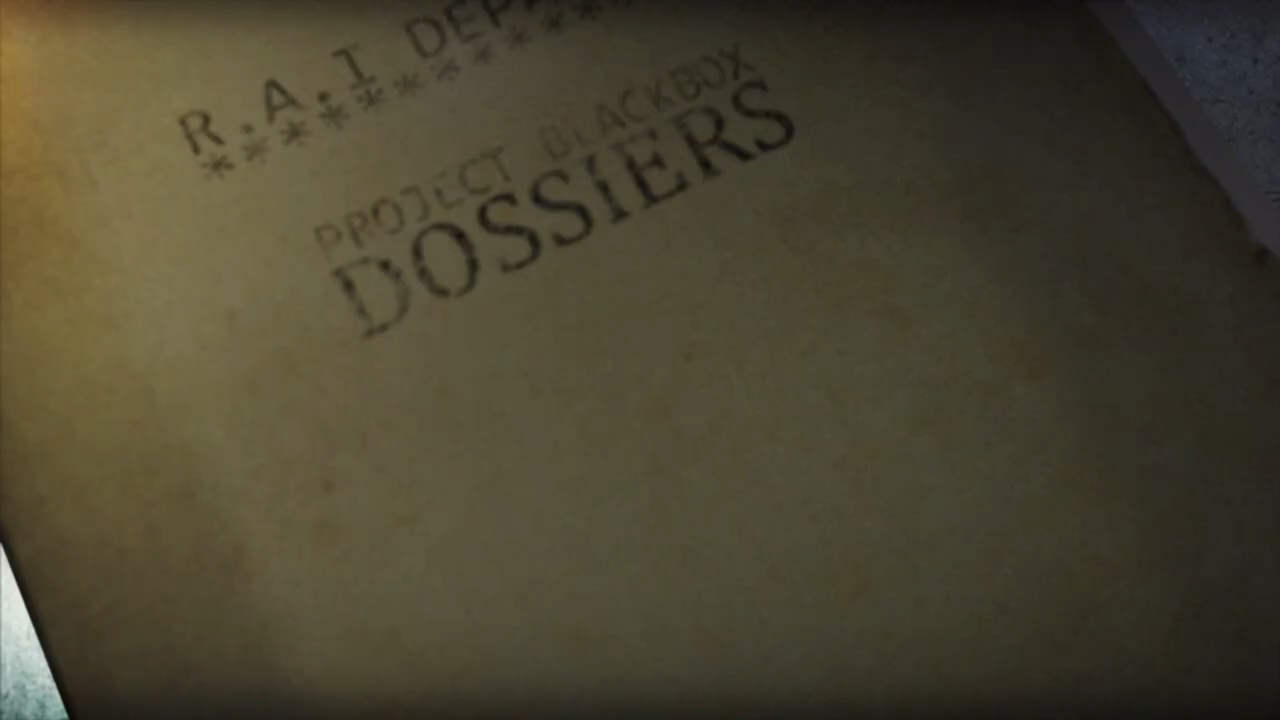 R.A.I DEPA
**********
PROJECT BLACKBOX
DOSSIERS